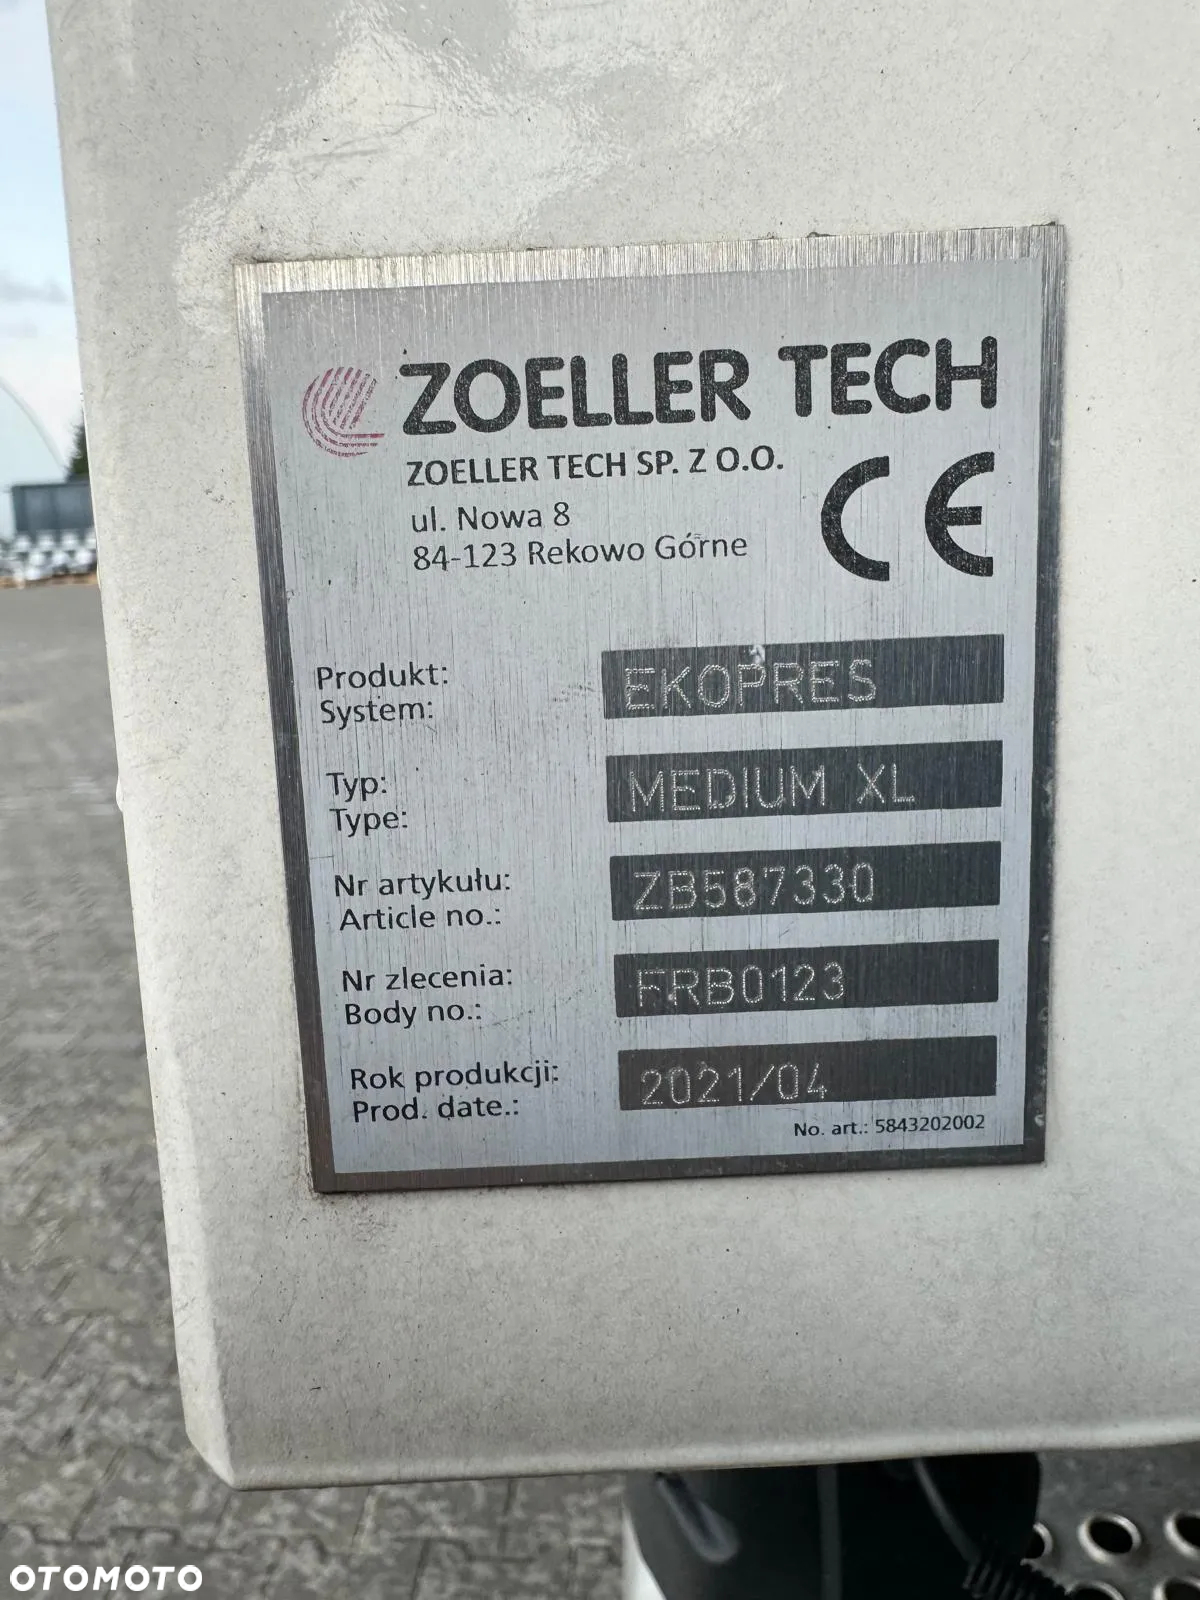 ZOELLER TECH
ZOELLER TECH SP. Z O.O.
ul. Nowa 8
84-123 Rekowo Górne
CE
Produkt:
System:
EKOPRES
Typ:
Type:
MEDIUM XL
Nr artykułu:
Article no.:
ZB587330
Nr zlecenia:
Body no.:
FRB0123
Rok produkcji:
Prod. date.:
2021/04
No. art.: 5843202002
OTOMOTO